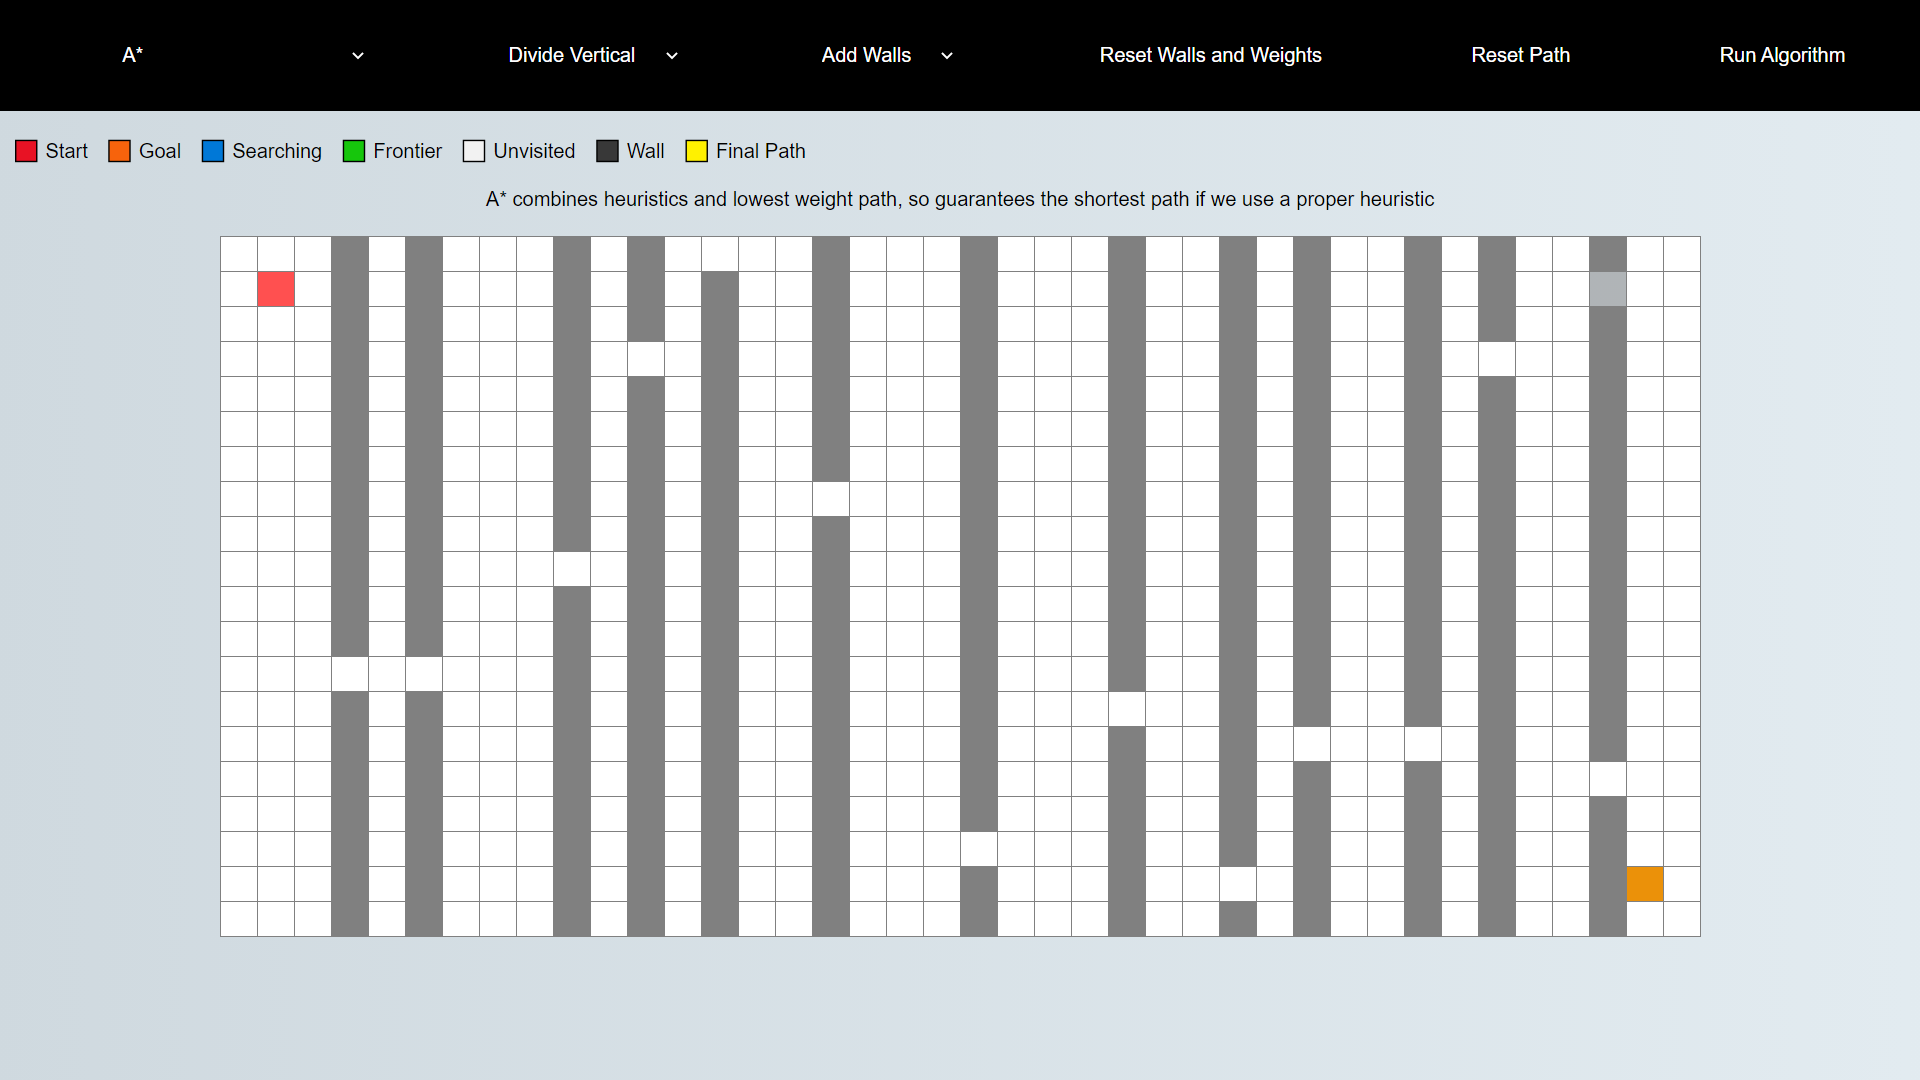 A* Divide Vertical Add Walls Reset Walls and Weights Reset Path Run Algorithm
Start Goal Searching Frontier Unvisited Wall Final Path
A* combines heuristics and lowest weight path, so guarantees the shortest path if we use a proper heuristic